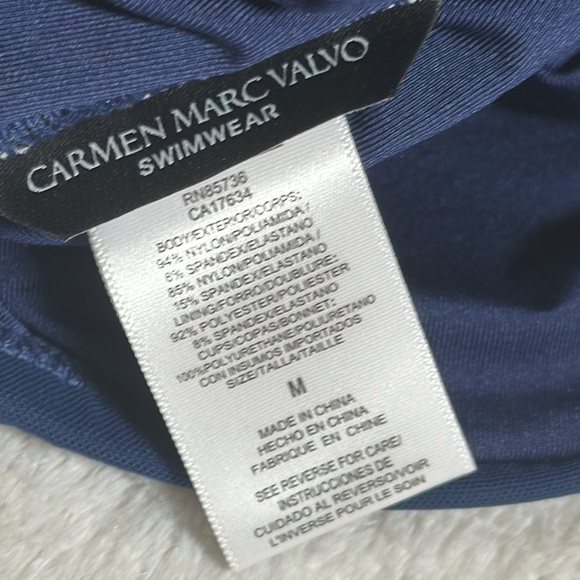 CARMEN MARC VALVO
SWIMWEAR
RN85736
CA17634
BODY/EXTERIOR/CORPS:
94% NYLON/POLIAMIDA/
6% SPANDEX/ELASTANO
85% NYLON/POLIAMIDA/
15% SPANDEX/ELASTANO
LINING/FORRO/DOUBLURE:
92% POLYESTER/POLIESTER
8% SPANDEX/ELASTANO
CUPS/COPAS/BONNET:
100%POLYURETHANE/POLIURETANO
CON INSUMOS IMPORTADOS
SIZE/TALLA/TAILLE
M
MADE IN CHINA
HECHO EN CHINA
FABRIQUE EN CHINE
SEE REVERSE FOR CARE/
INSTRUCCIONES DE
CUIDADO AL REVERSO/VOIR
L'INVERSE POUR LE SOIN